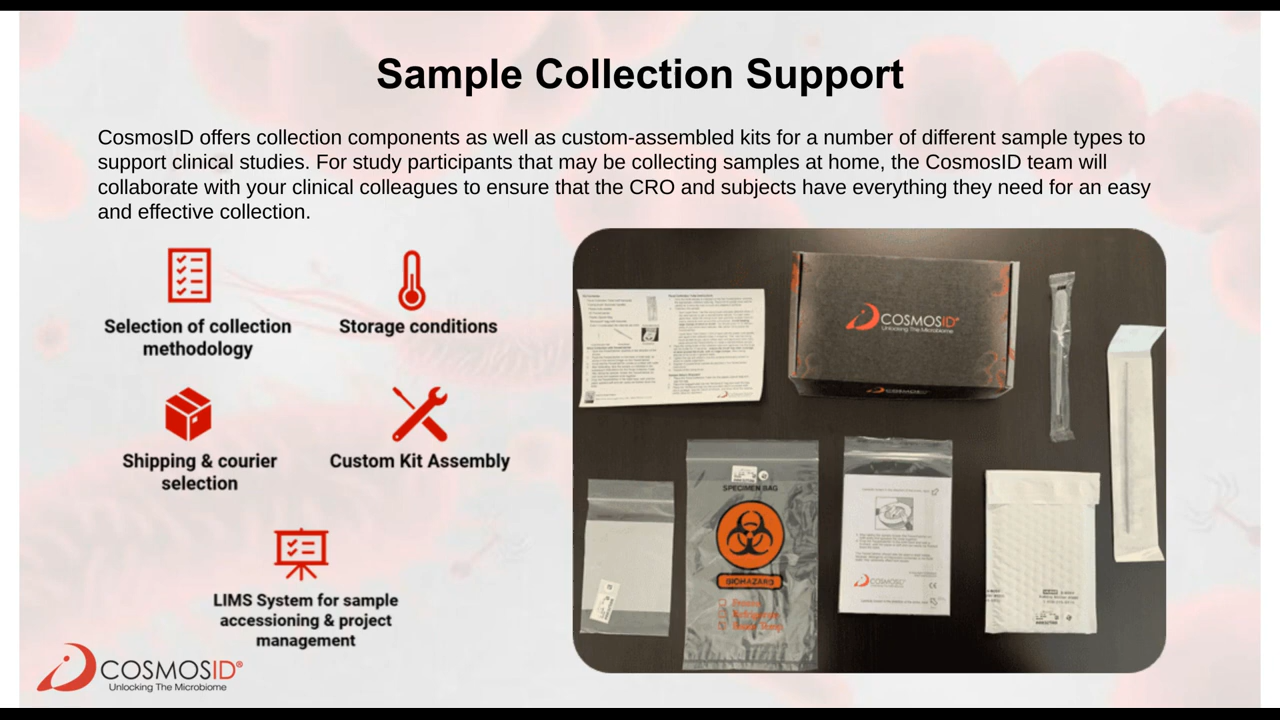 Sample Collection Support
CosmosID offers collection components as well as custom-assembled kits for a number of different sample types to
support clinical studies. For study participants that may be collecting samples at home, the CosmosID team will
collaborate with your clinical colleagues to ensure that the CRO and subjects have everything they need for an easy
and effective collection.
Selection of collection
methodology
Storage conditions
Shipping & courier
selection
Custom Kit Assembly
LIMS System for sample
accessioning & project
management
COSMOSID®
Unlocking The Microbiome
COSMOSID®
Unlocking The Microbiome
COSMOSID
SPECIMEN BAG
BIOHAZARD
COSMOSID